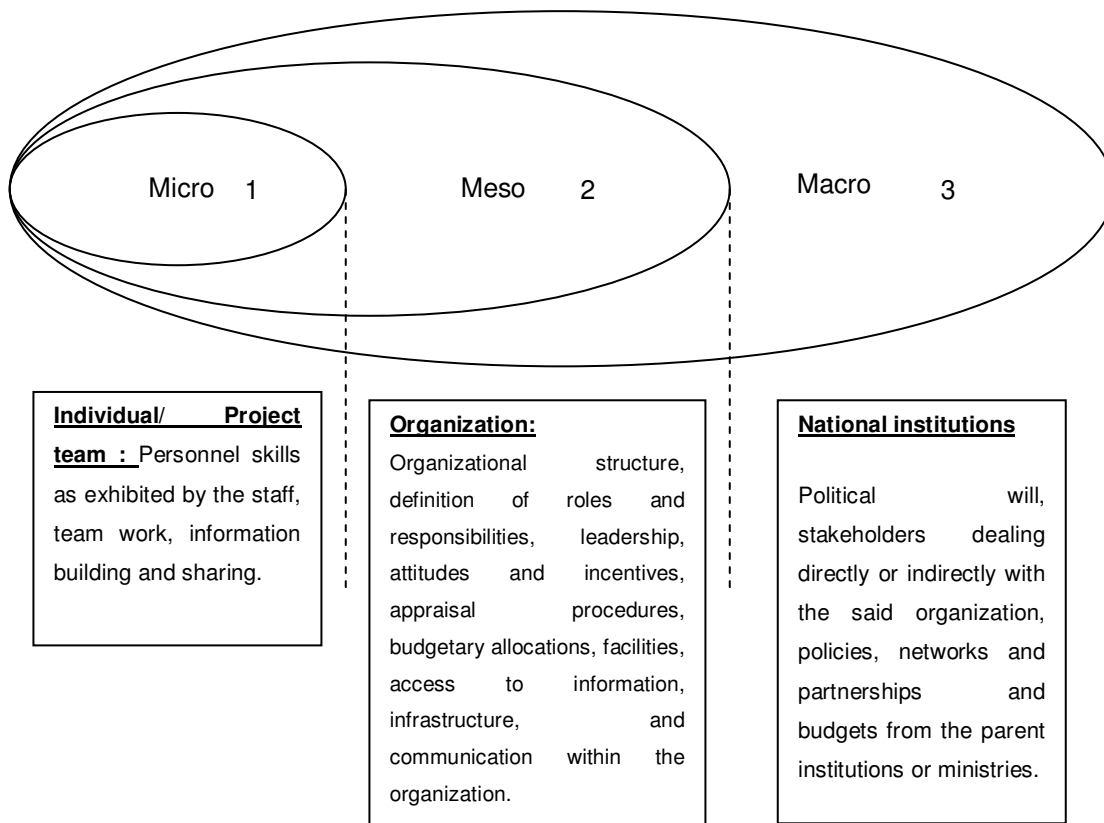 Micro 1
Meso 2
Macro 3
Individual/ Project
team : Personnel skills
as exhibited by the staff,
team work, information
building and sharing.
Organization:
Organizational structure,
definition of roles and
responsibilities, leadership,
attitudes and incentives,
appraisal procedures,
budgetary allocations, facilities,
access to information,
infrastructure, and
communication within the
organization.
National institutions
Political will,
stakeholders dealing
directly or indirectly with
the said organization,
policies, networks and
partnerships and
budgets from the parent
institutions or ministries.